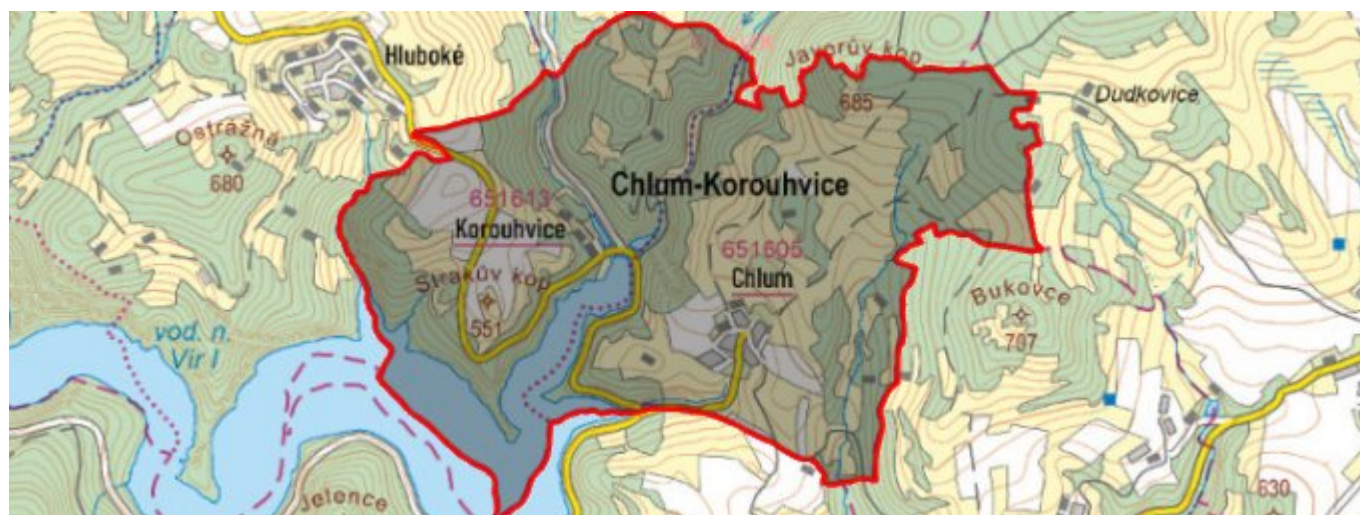 Hluboké
Javorův kop
685
Dudkovice
Ostražná
680
Chlum-Korouhvice
651613
Korouhvice
651605
Chlum
Strakův kop
551
Bukovce
707
vod. n.
Vír I
Jelence
630